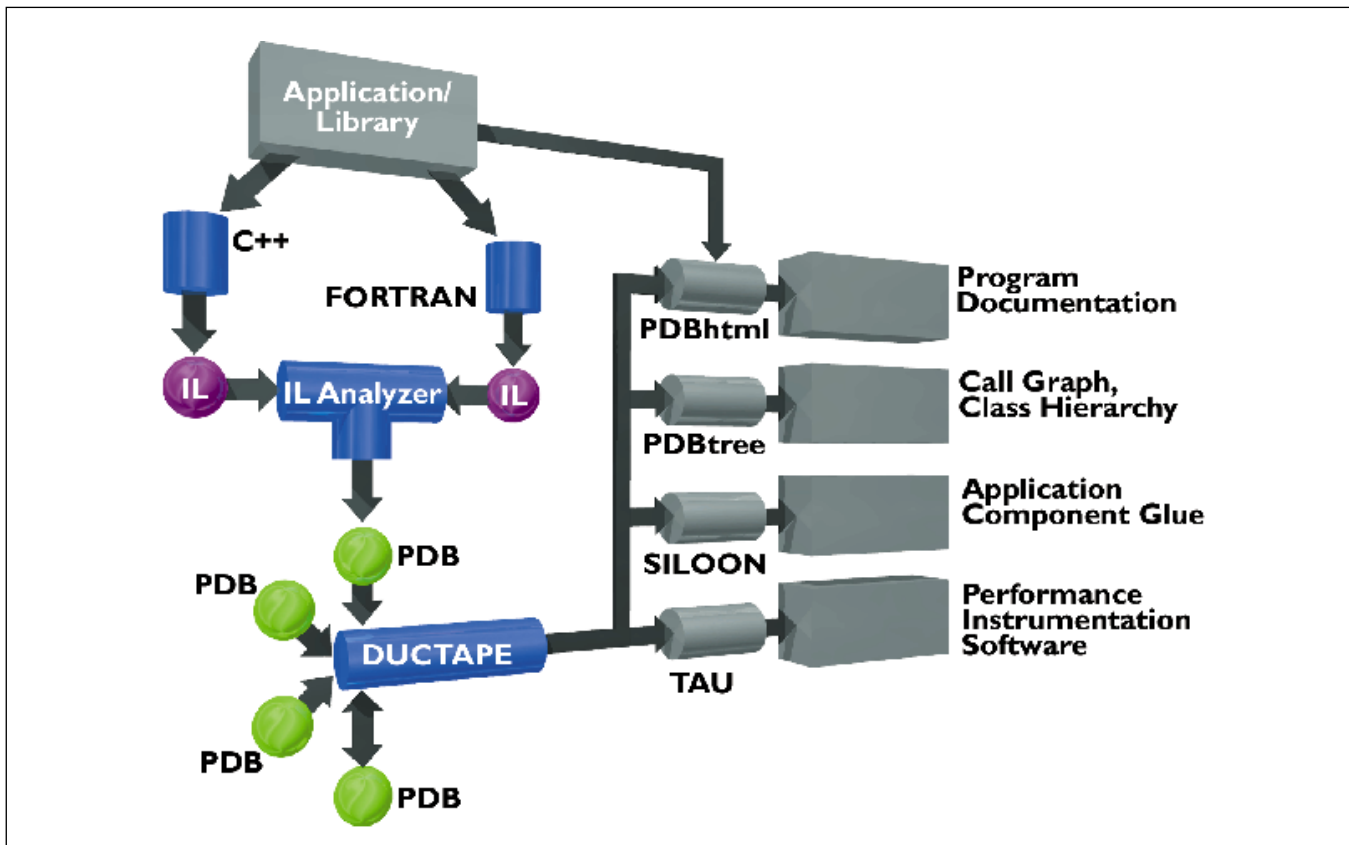 Application/
Library
C++
FORTRAN
IL
IL Analyzer
IL
PDB
PDB
DUCTAPE
PDB
PDB
PDBhtml
Program
Documentation
PDBtree
Call Graph,
Class Hierarchy
SILOON
Application
Component Glue
TAU
Performance
Instrumentation
Software